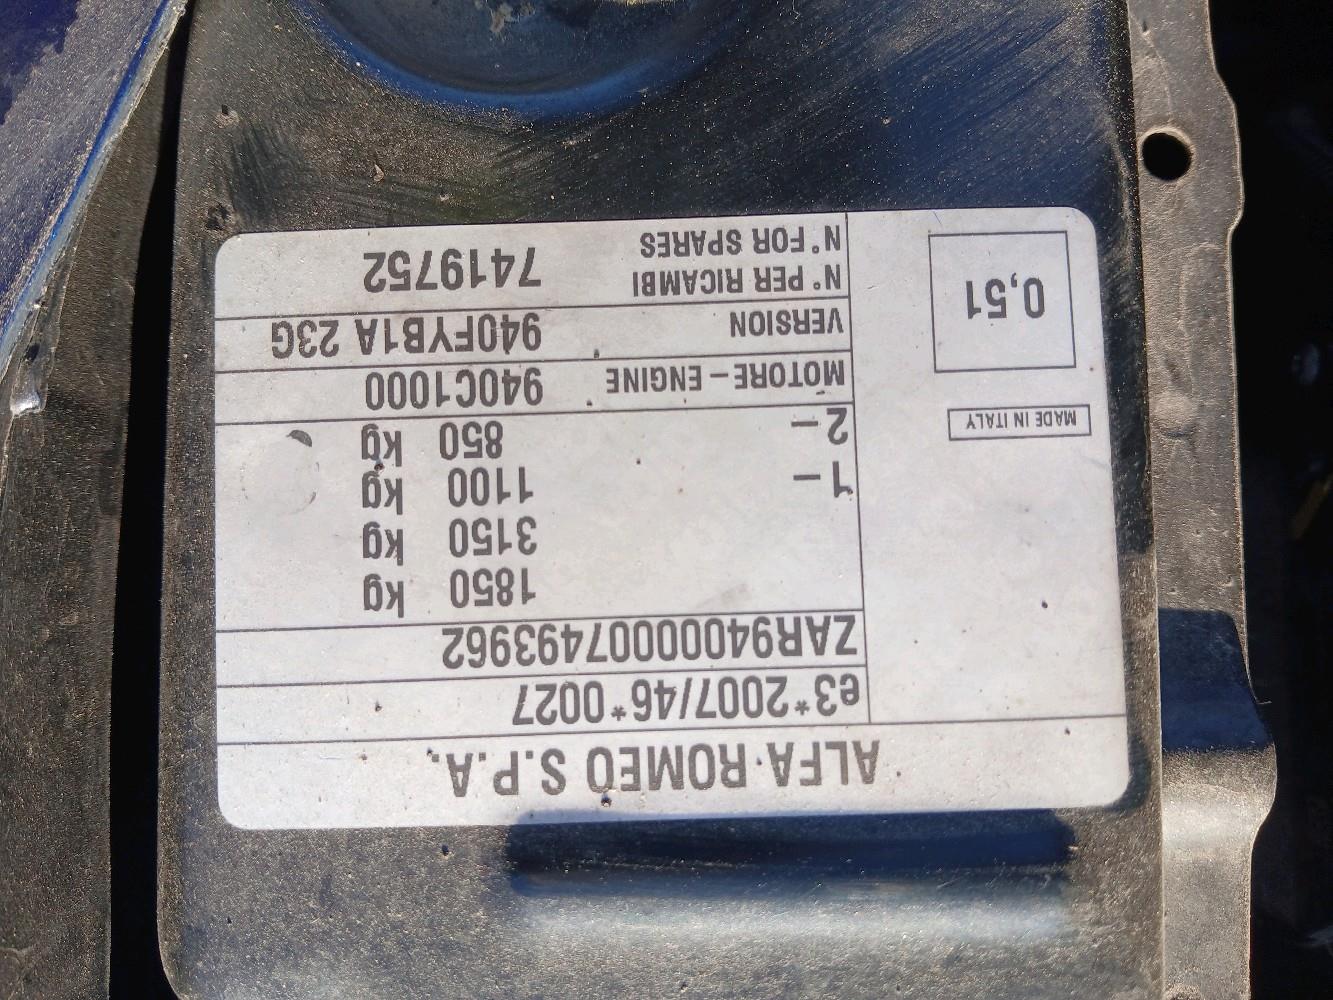 ALFA ROMEO S.P.A.
e3*2007/46*0027
ZAR94000007493962
1850 kg
3150 kg
1- 1100 kg
2- 850 kg
MOTORE-ENGINE 940C1000
VERSION 940FYB1A 23G
N° PER RICAMBI
N° FOR SPARES 7419752
MADE IN ITALY
0,51